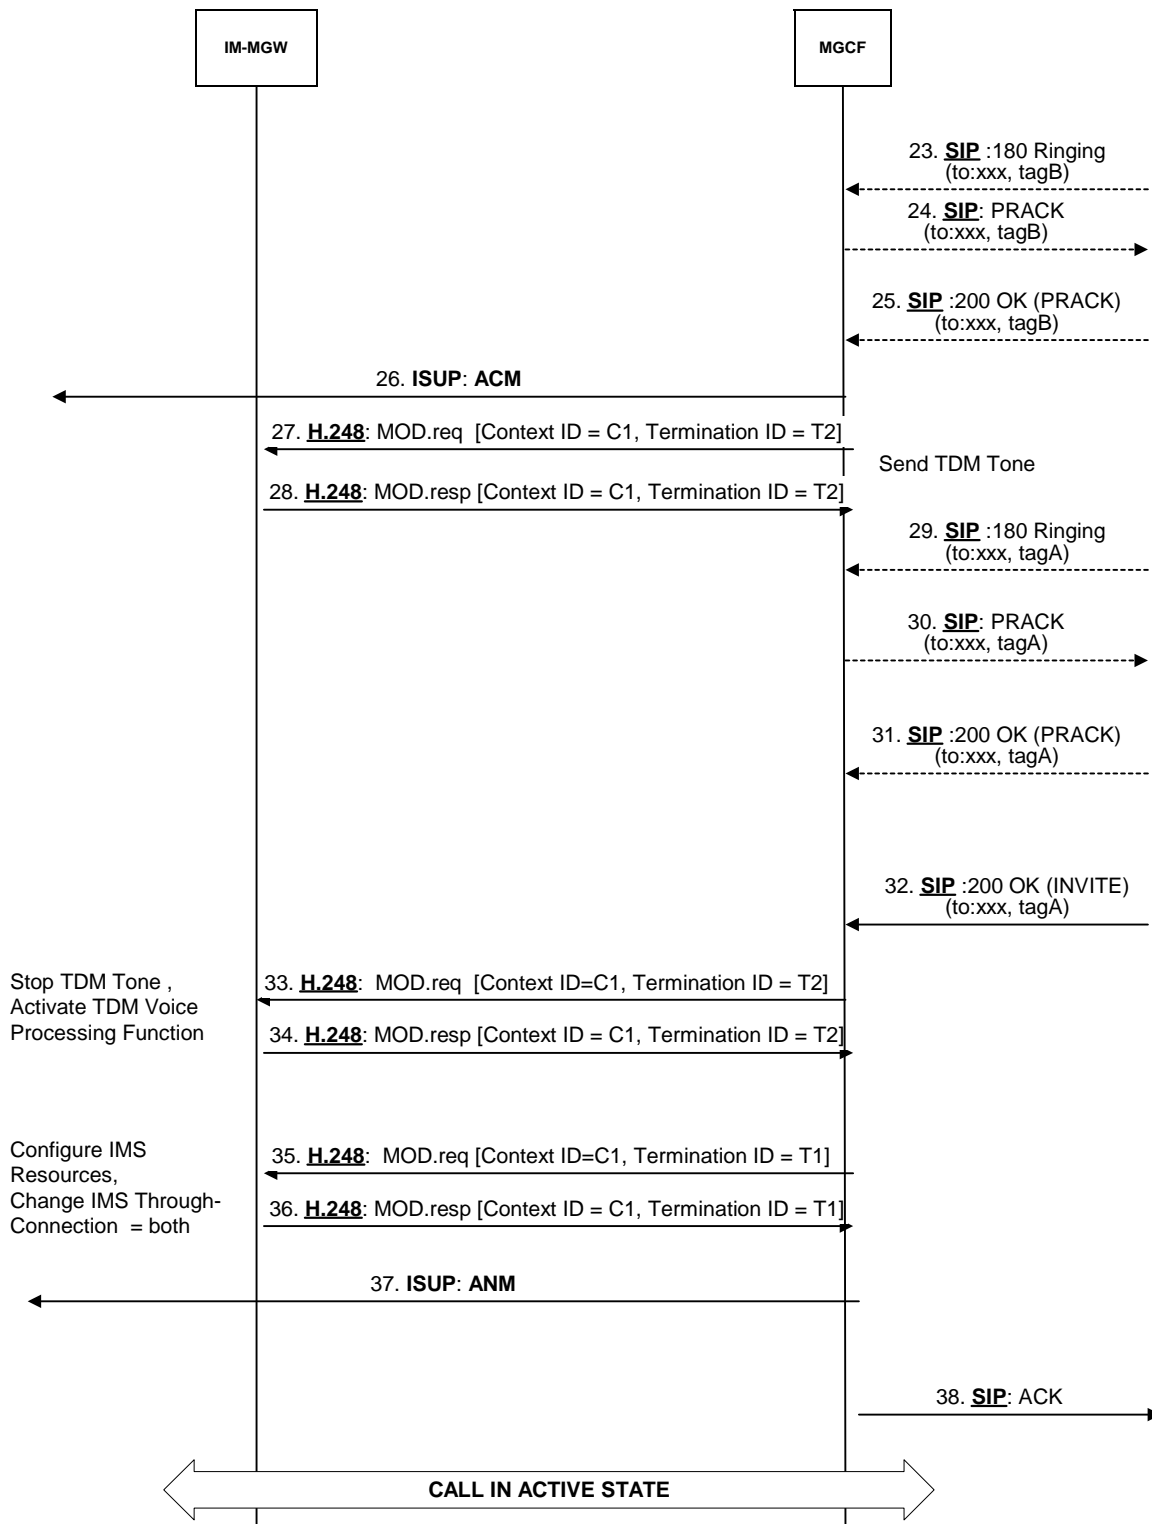 IM-MGW
MGCF
23. SIP :180 Ringing
(to:xxx, tagB)
24. SIP: PRACK
(to:xxx, tagB)
25. SIP :200 OK (PRACK)
(to:xxx, tagB)
26. ISUP: ACM
27. H.248: MOD.req [Context ID = C1, Termination ID = T2]
Send TDM Tone
28. H.248: MOD.resp [Context ID = C1, Termination ID = T2]
29. SIP :180 Ringing
(to:xxx, tagA)
30. SIP: PRACK
(to:xxx, tagA)
31. SIP :200 OK (PRACK)
(to:xxx, tagA)
32. SIP :200 OK (INVITE)
(to:xxx, tagA)
Stop TDM Tone ,
Activate TDM Voice
Processing Function
33. H.248: MOD.req [Context ID=C1, Termination ID = T2]
34. H.248: MOD.resp [Context ID = C1, Termination ID = T2]
Configure IMS
Resources,
Change IMS Through-
Connection = both
35. H.248: MOD.req [Context ID=C1, Termination ID = T1]
36. H.248: MOD.resp [Context ID = C1, Termination ID = T1]
37. ISUP: ANM
38. SIP: ACK
CALL IN ACTIVE STATE